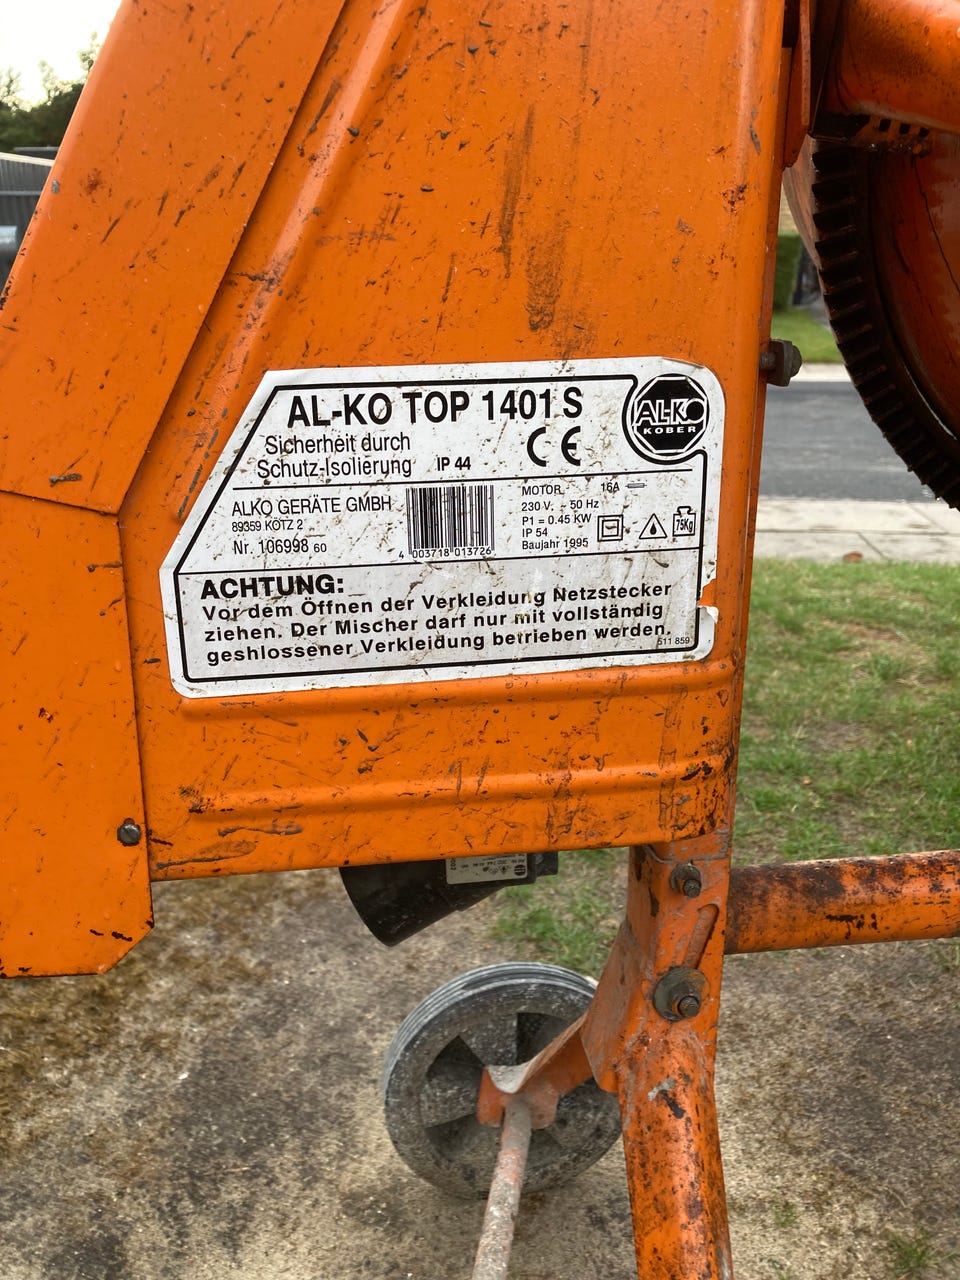 AL-KO TOP 1401 S
AL-KO
KOBER
Sicherheit durch
Schutz-Isolierung IP 44
CE
ALKO GERÄTE GMBH
89359 KÖTZ 2
Nr. 106998 60
4 003718 013726
MOTOR 16A
230 V. ~ 50 Hz
P1 = 0.45 KW
IP 54
Baujahr 1995
75Kg
ACHTUNG:
Vor dem Öffnen der Verkleidung Netzstecker
ziehen. Der Mischer darf nur mit vollständig
geshlossener Verkleidung betrieben werden.
511 859